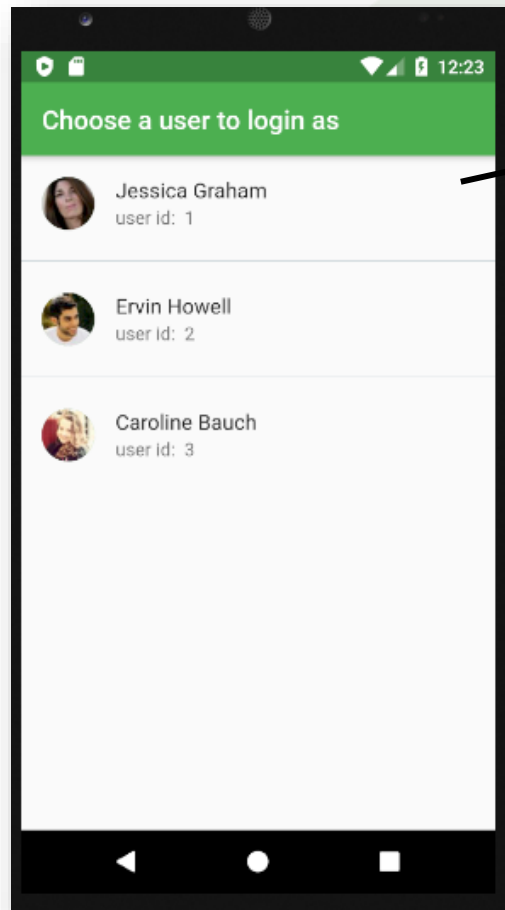 12:23
Choose a user to login as
Jessica Graham
user id: 1
Ervin Howell
user id: 2
Caroline Bauch
user id: 3